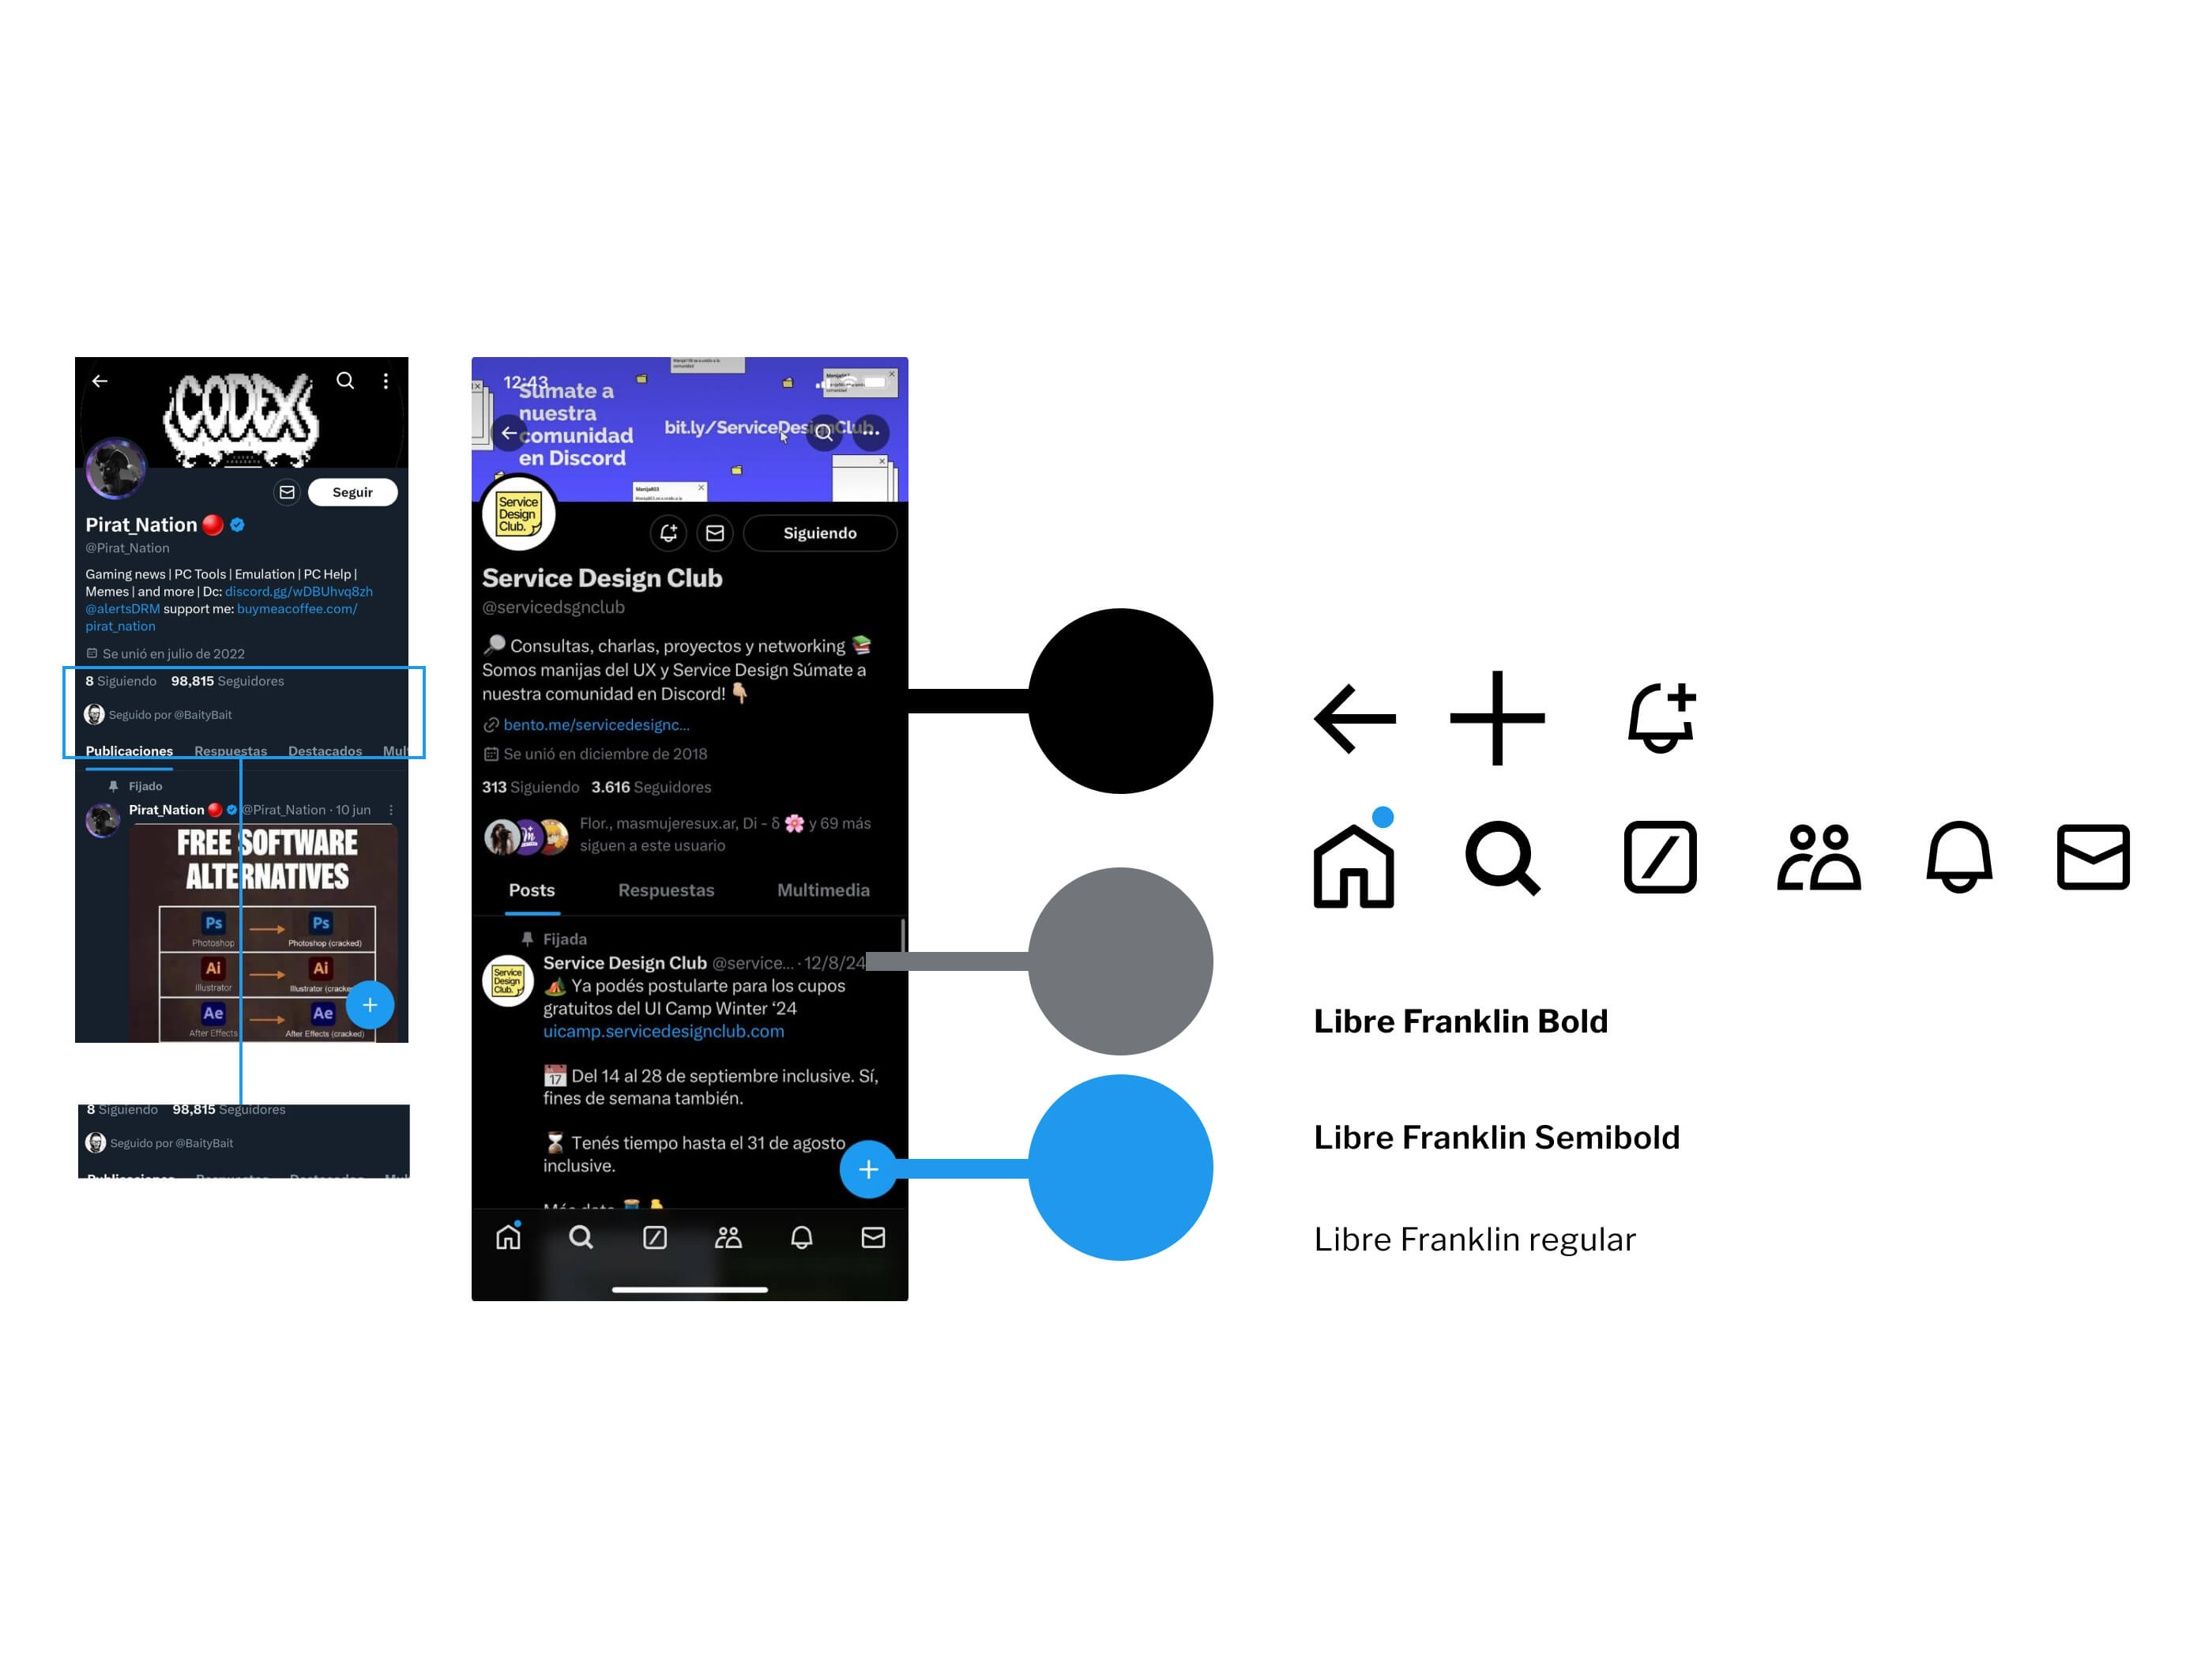 CODEX
Seguir
Pirat_Nation
@Pirat_Nation
Gaming news | PC Tools | Emulation | PC Help |
Memes | and more | Dc: discord.gg/wDBUhvq8zh
@alertsDRM support me: buymeacoffee.com/
pirat_nation
Se unió en julio de 2022
8 Siguiendo 98,815 Seguidores
Seguido por @BaityBait
Publicaciones Respuestas Destacados Mul
Fijado
Pirat_Nation @Pirat_Nation · 10 jun
FREE SOFTWARE
ALTERNATIVES
Ps Ps
Photoshop Photoshop (cracked)
Ai Ai
Illustrator Illustrator (cracke
Ae Ae
After Effects After Effects (cracked)
8 Siguiendo 98,815 Seguidores
Seguido por @BaityBait
Publicaciones Respuestas Destacados Mul
12:43
Súmate a
nuestra
comunidad
en Discord
bit.ly/ServiceDesignClub
Manija803
Service
Design
Club.
Siguiendo
Service Design Club
@servicedsgnclub
🔎 Consultas, charlas, proyectos y networking 📚
Somos manijas del UX y Service Design Súmate a
nuestra comunidad en Discord! 👇🏼
bento.me/servicedesignc...
Se unió en diciembre de 2018
313 Siguiendo 3.616 Seguidores
Flor., masmujeresux.ar, Di - δ 🌸 y 69 más
siguen a este usuario
Posts Respuestas Multimedia
Fijada
Service
Design
Club.
Service Design Club @service... · 12/8/24
🏕️ Ya podés postularte para los cupos
gratuitos del UI Camp Winter ‘24
uicamp.servicedesignclub.com
📅 Del 14 al 28 de septiembre inclusive. Sí,
fines de semana también.
⏳ Tenés tiempo hasta el 31 de agosto
inclusive.
Más data 🧵 👇
Libre Franklin Bold
Libre Franklin Semibold
Libre Franklin regular